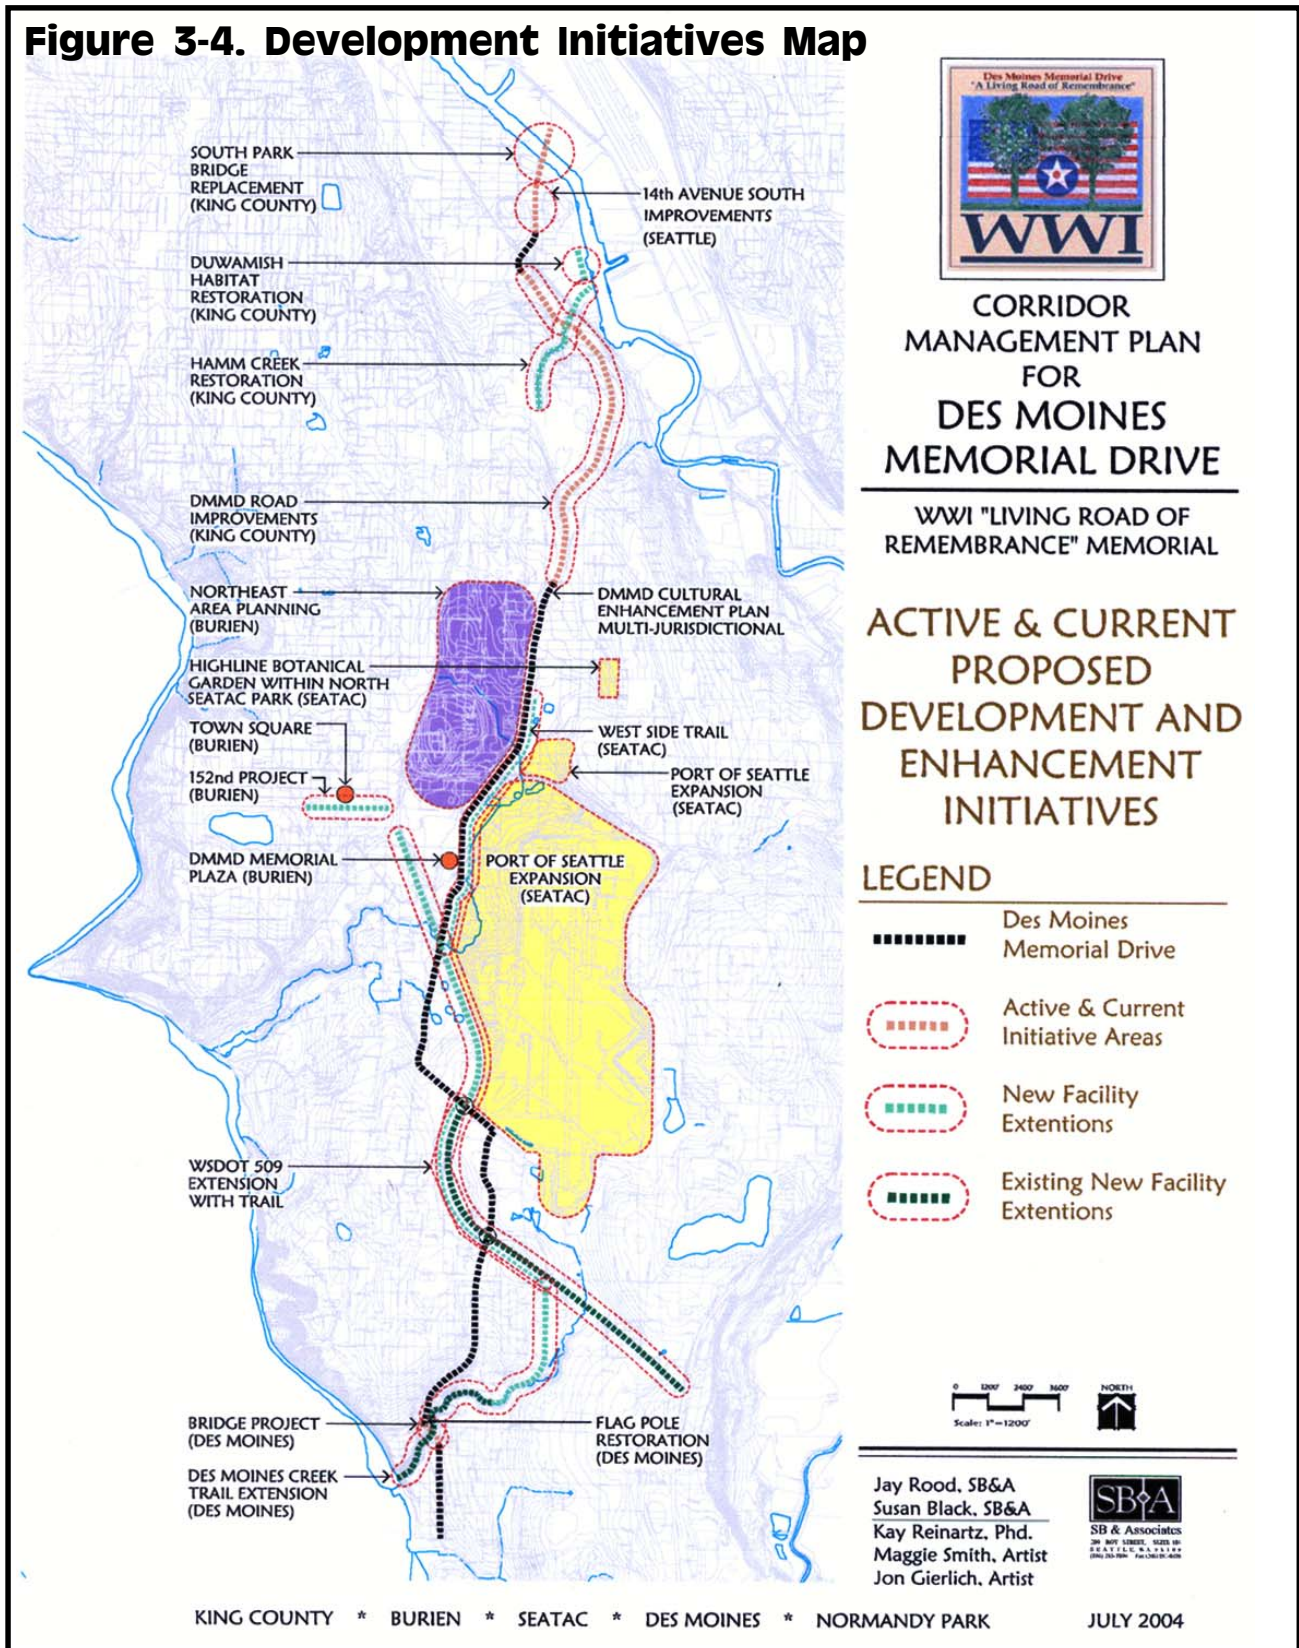 Figure 3-4. Development Initiatives Map
SOUTH PARK
BRIDGE
REPLACEMENT
(KING COUNTY)
14th AVENUE SOUTH
IMPROVEMENTS
(SEATTLE)
DUWAMISH
HABITAT
RESTORATION
(KING COUNTY)
HAMM CREEK
RESTORATION
(KING COUNTY)
DMMD ROAD
IMPROVEMENTS
(KING COUNTY)
NORTHEAST
AREA PLANNING
(BURIEN)
DMMD CULTURAL
ENHANCEMENT PLAN
MULTI-JURISDICTIONAL
HIGHLINE BOTANICAL
GARDEN WITHIN NORTH
SEATAC PARK (SEATAC)
TOWN SQUARE
(BURIEN)
WEST SIDE TRAIL
(SEATAC)
152nd PROJECT
(BURIEN)
PORT OF SEATTLE
EXPANSION
(SEATAC)
DMMD MEMORIAL
PLAZA (BURIEN)
PORT OF SEATTLE
EXPANSION
(SEATAC)
WSDOT 509
EXTENSION
WITH TRAIL
BRIDGE PROJECT
(DES MOINES)
FLAG POLE
RESTORATION
(DES MOINES)
DES MOINES CREEK
TRAIL EXTENSION
(DES MOINES)
Des Moines Memorial Drive
"A Living Road of Remembrance"
WWI
CORRIDOR
MANAGEMENT PLAN
FOR
DES MOINES
MEMORIAL DRIVE
WWI "LIVING ROAD OF
REMEMBRANCE" MEMORIAL
ACTIVE & CURRENT
PROPOSED
DEVELOPMENT AND
ENHANCEMENT
INITIATIVES
LEGEND
Des Moines
Memorial Drive
Active & Current
Initiative Areas
New Facility
Extentions
Existing New Facility
Extentions
0 1200' 2400' 3600'
Scale: 1"=1200'
NORTH
Jay Rood, SB&A
Susan Black, SB&A
Kay Reinartz, Phd.
Maggie Smith, Artist
Jon Gierlich, Artist
SB A
SB & Associates
KING COUNTY * BURIEN * SEATAC * DES MOINES * NORMANDY PARK
JULY 2004